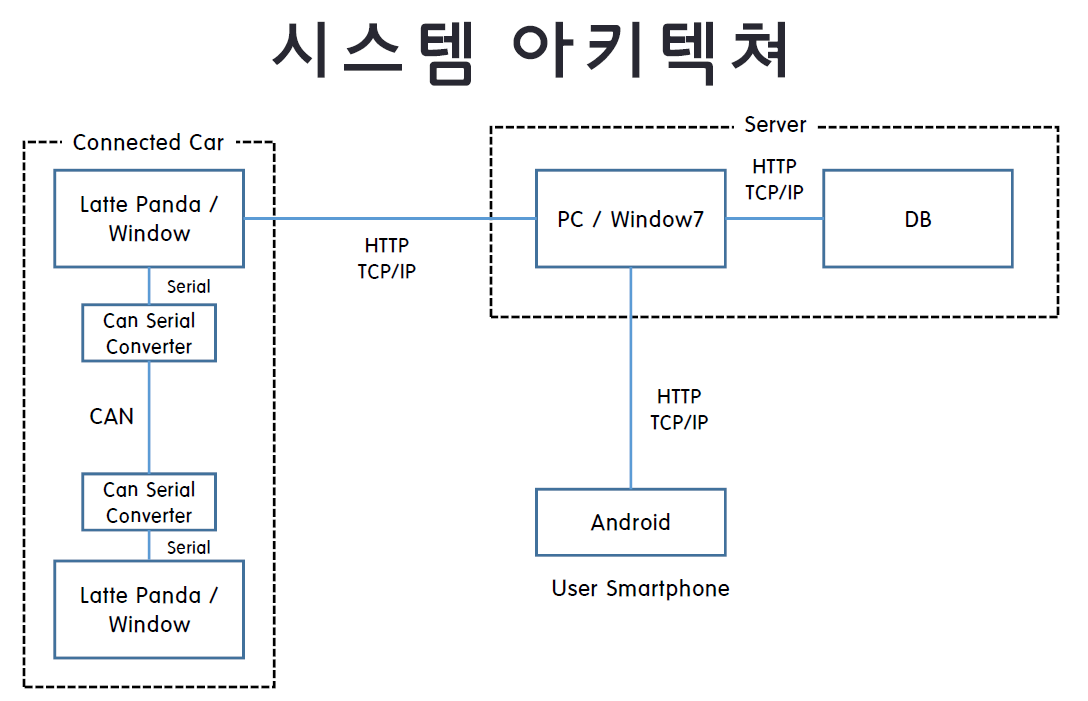 시스템 아키텍쳐
Connected Car
Latte Panda /
Window
Serial
Can Serial
Converter
CAN
Can Serial
Converter
Serial
Latte Panda /
Window
HTTP
TCP/IP
Server
PC / Window7
HTTP
TCP/IP
DB
HTTP
TCP/IP
Android
User Smartphone